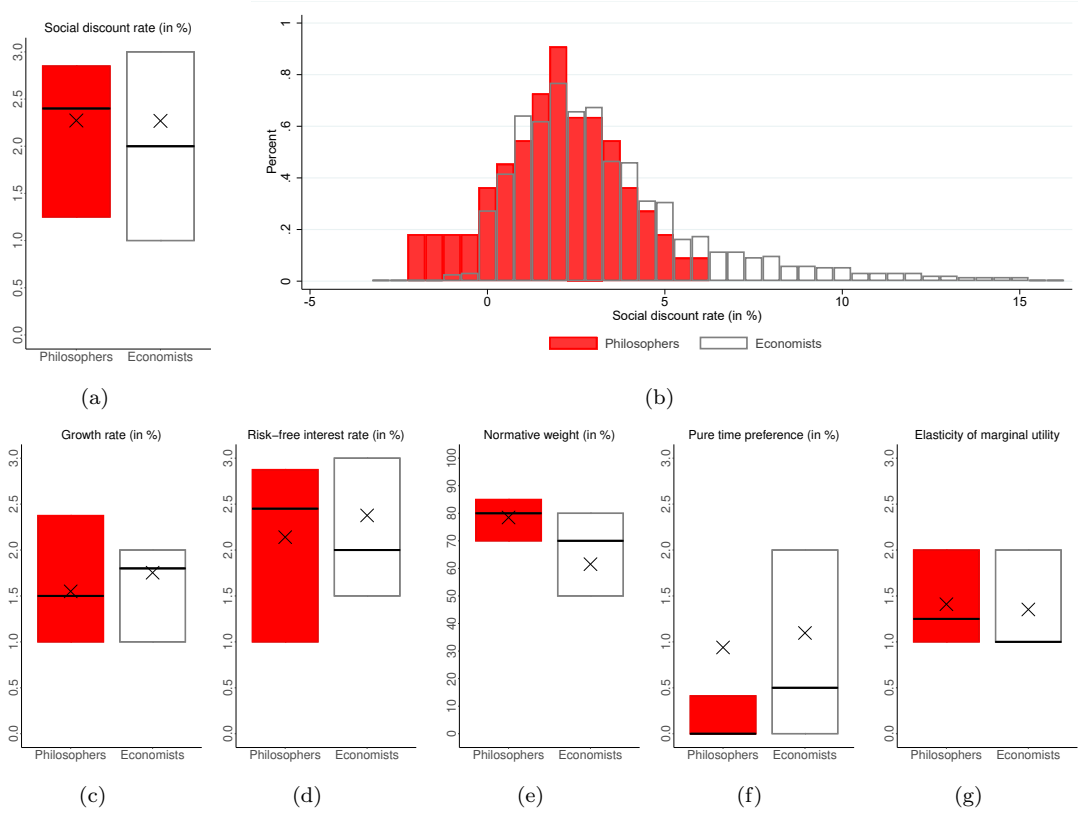 Social discount rate (in %)
3.0
2.5
2.0
1.5
1.0
0.5
0.0
Philosophers Economists
(a)
Percent
1
.8
.6
.4
.2
0
-5 0 5 10 15
Social discount rate (in %)
Philosophers Economists
(b)
Growth rate (in %)
3.0
2.5
2.0
1.5
1.0
0.5
0.0
Philosophers Economists
(c)
Risk−free interest rate (in %)
3.0
2.5
2.0
1.5
1.0
0.5
0.0
Philosophers Economists
(d)
Normative weight (in %)
100
90
80
70
60
50
40
30
20
10
0
Philosophers Economists
(e)
Pure time preference (in %)
3.0
2.5
2.0
1.5
1.0
0.5
0.0
Philosophers Economists
(f)
Elasticity of marginal utility
3.0
2.5
2.0
1.5
1.0
0.5
0.0
Philosophers Economists
(g)